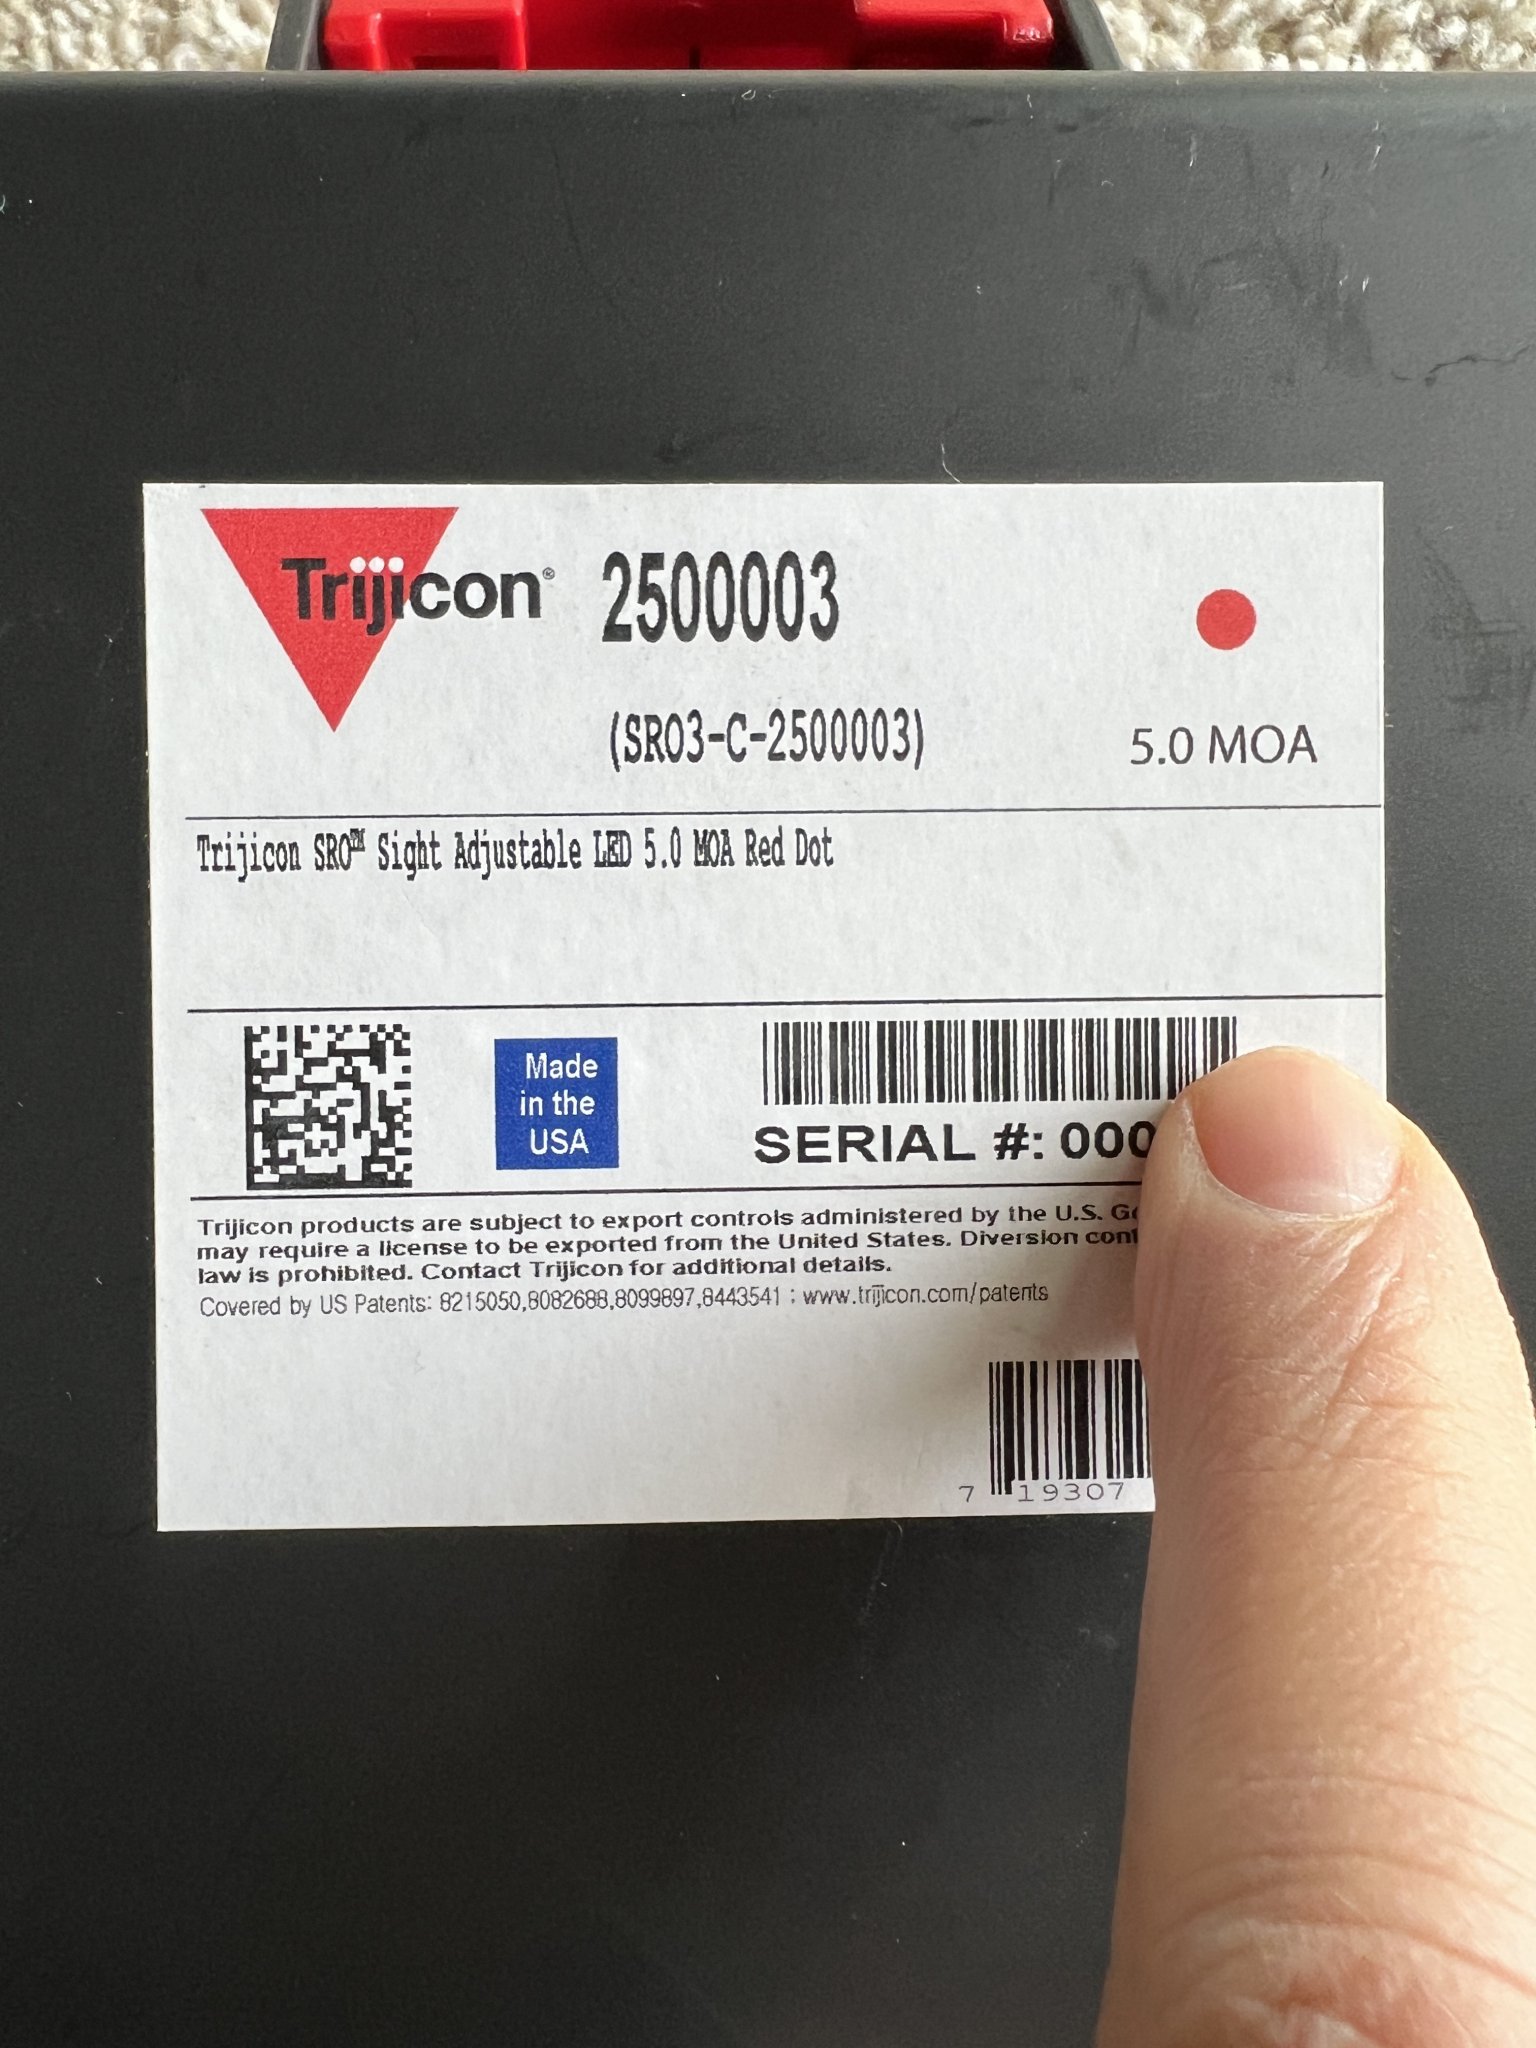 Trijicon® 2500003
(SRO3-C-2500003)
5.0 MOA
Trijicon SRO™ Sight Adjustable LED 5.0 MOA Red Dot
Made
in the
USA
SERIAL #: 000
Trijicon products are subject to export controls administered by the U.S.
may require a license to be exported from the United States. Diversion
law is prohibited. Contact Trijicon for additional details.
Covered by US Patents: 8215050,8082688,8099897,8443541 ; www.trijicon.com/patents
7 19307